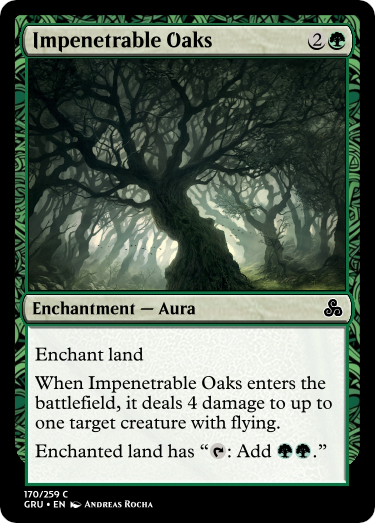 Impenetrable Oaks 2
Enchantment — Aura
Enchant land
When Impenetrable Oaks enters the
battlefield, it deals 4 damage to up to
one target creature with flying.
Enchanted land has “: Add .”
170/259 C
GRU • EN Andreas Rocha